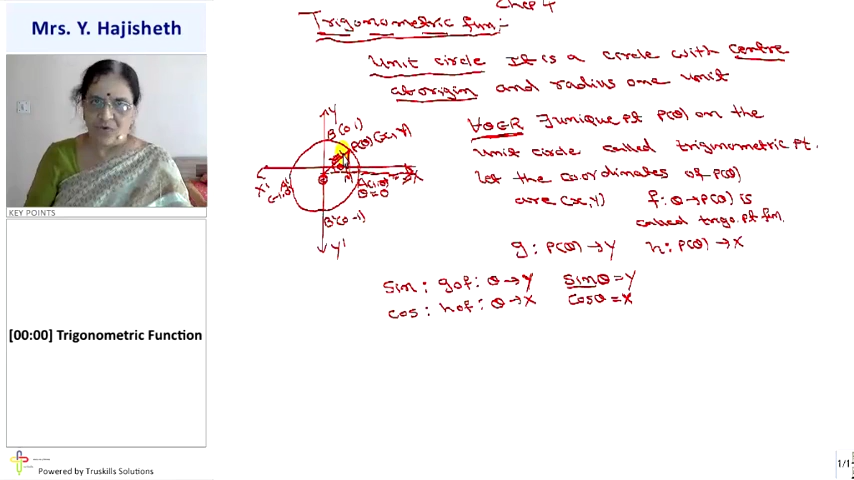 Mrs. Y. Hajisheth
KEY POINTS
[00:00] Trigonometric Function
Powered by Truskills Solutions
Chap 4
Trigonometric fun:-
Unit circle It is a circle with centre
at origin and radius one unit
∀θ∈R ∃ unique pt P(θ) on the
unit circle called trigonometric pt.
let the coordinates of P(θ)
are (x,y) f: θ→P(θ) is
called trigo. pt fun.
g: P(θ)→y h: P(θ)→x
Sin: gof: θ→y Sinθ=y
Cos: hof: θ→x Cosθ=x
Y
B(0,1)
P(θ)(x,y)
X'
A'(-1,0)
O
M
A(1,0)
θ=0
X
B'(0-1)
Y'
1/1